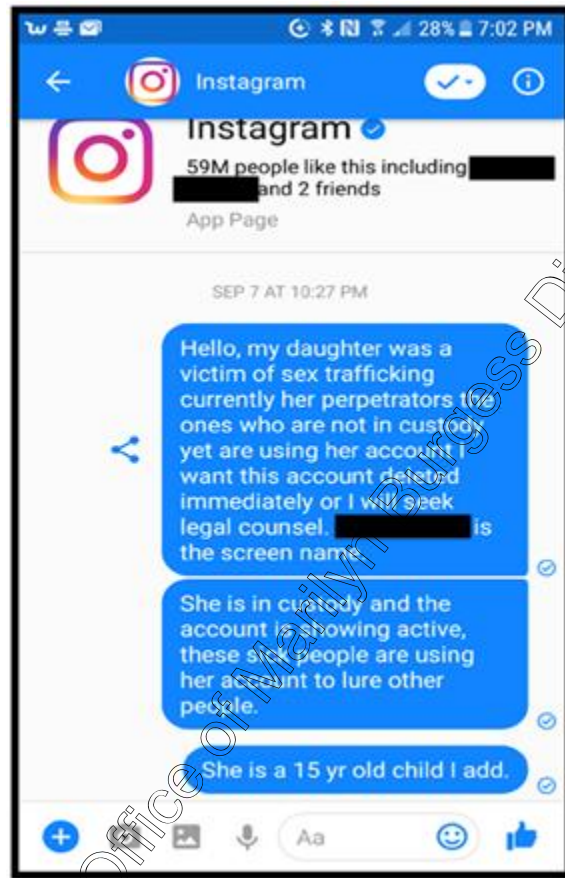 28% 7:02 PM
Instagram
Instagram
59M people like this including
and 2 friends
App Page
SEP 7 AT 10:27 PM
Hello, my daughter was a
victim of sex trafficking
currently her perpetrators the
ones who are not in custody
yet are using her account I
want this account deleted
immediately or I will seek
legal counsel. is
the screen name.
She is in custody and the
account is showing active,
these sick people are using
her account to lure other
people.
She is a 15 yr old child I add.
Aa
Office of Marilyn Burgess Di